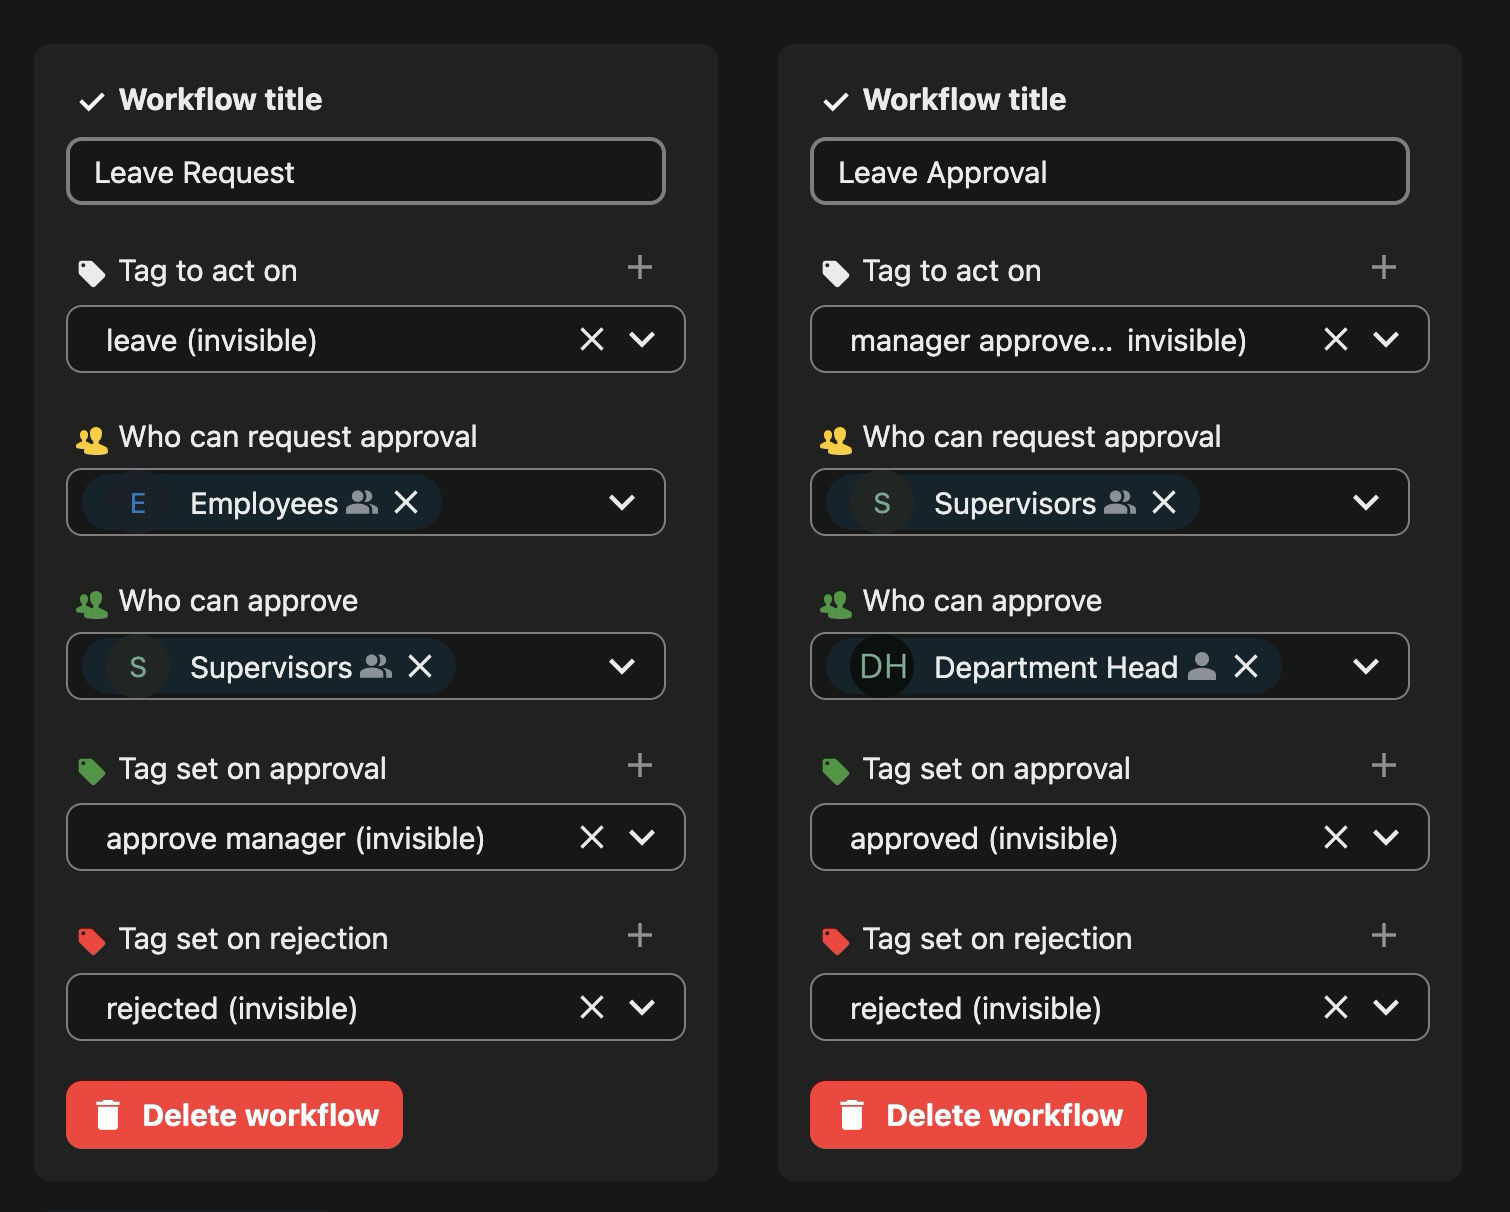 Workflow title
Leave Request
Tag to act on
leave (invisible)
Who can request approval
E Employees
Who can approve
S Supervisors
Tag set on approval
approve manager (invisible)
Tag set on rejection
rejected (invisible)
Delete workflow
Workflow title
Leave Approval
Tag to act on
manager approve... invisible)
Who can request approval
S Supervisors
Who can approve
DH Department Head
Tag set on approval
approved (invisible)
Tag set on rejection
rejected (invisible)
Delete workflow